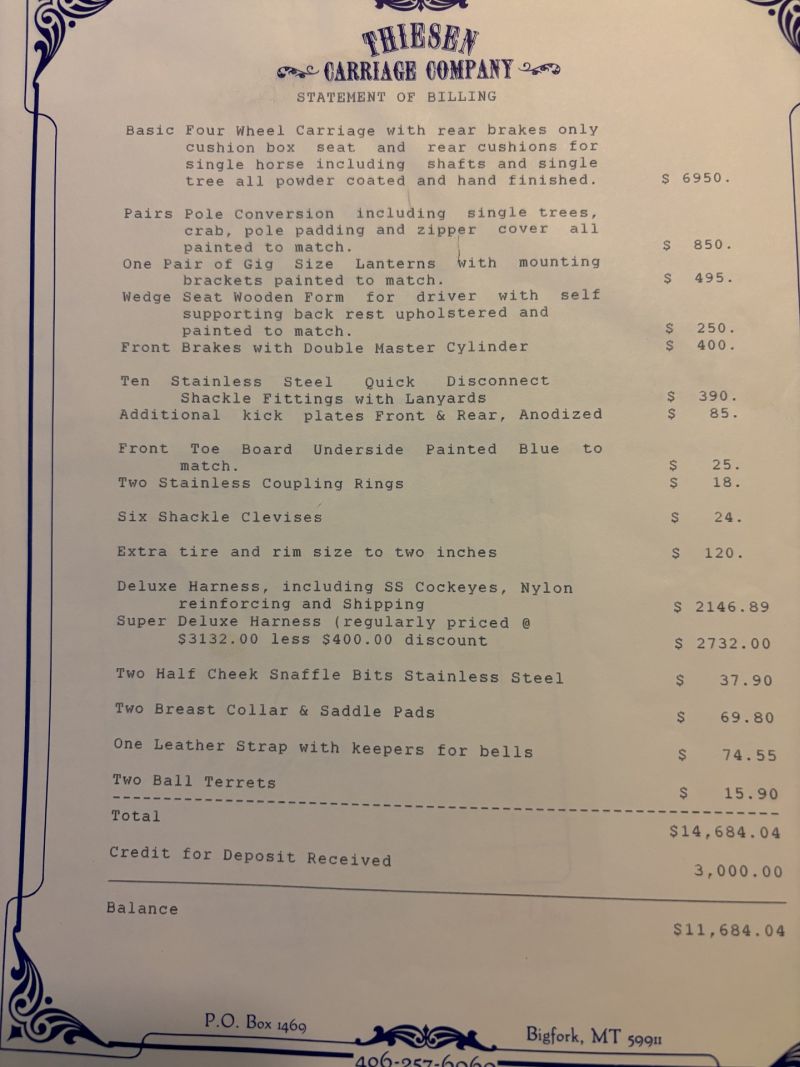 THIESEN
CARRIAGE COMPANY
STATEMENT OF BILLING
Basic Four Wheel Carriage with rear brakes only
cushion box seat and rear cushions for
single horse including shafts and single
tree all powder coated and hand finished. $ 6950.
Pairs Pole Conversion including single trees,
crab, pole padding and zipper cover all
painted to match. $ 850.
One Pair of Gig Size Lanterns with mounting
brackets painted to match. $ 495.
Wedge Seat Wooden Form for driver with self
supporting back rest upholstered and
painted to match. $ 250.
Front Brakes with Double Master Cylinder $ 400.
Ten Stainless Steel Quick Disconnect
Shackle Fittings with Lanyards $ 390.
Additional kick plates Front & Rear, Anodized $ 85.
Front Toe Board Underside Painted Blue to
match. $ 25.
Two Stainless Coupling Rings $ 18.
Six Shackle Clevises $ 24.
Extra tire and rim size to two inches $ 120.
Deluxe Harness, including SS Cockeyes, Nylon
reinforcing and Shipping $ 2146.89
Super Deluxe Harness (regularly priced @
$3132.00 less $400.00 discount $ 2732.00
Two Half Cheek Snaffle Bits Stainless Steel $ 37.90
Two Breast Collar & Saddle Pads $ 69.80
One Leather Strap with keepers for bells $ 74.55
Two Ball Terrets $ 15.90
Total $14,684.04
Credit for Deposit Received 3,000.00
Balance $11,684.04
P.O. Box 1469 Bigfork, MT 59911
406-257-6060